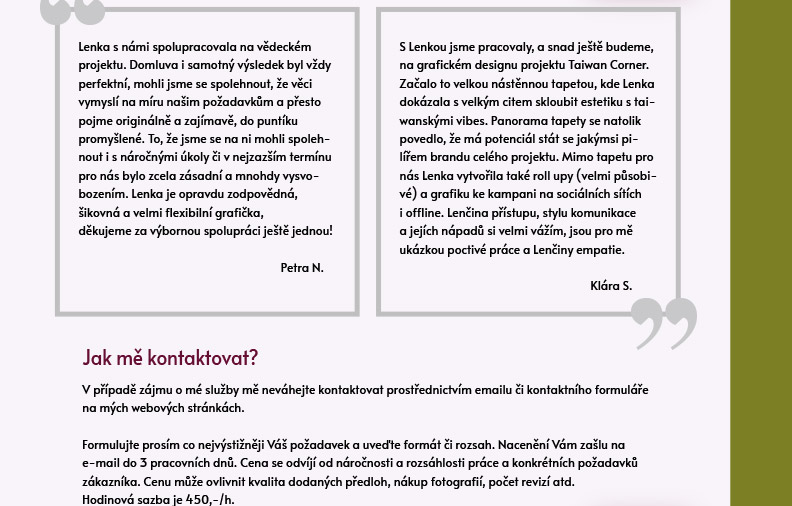 Lenka s námi spolupracovala na vědeckém
projektu. Domluva i samotný výsledek byl vždy
perfektní, mohli jsme se spolehnout, že věci
vymyslí na míru našim požadavkům a přesto
pojme originálně a zajímavě, do puntíku
promyšlené. To, že jsme se na ni mohli spoleh-
nout i s náročnými úkoly či v nejzazším termínu
pro nás bylo zcela zásadní a mnohdy vysvo-
bozením. Lenka je opravdu zodpovědná,
šikovná a velmi flexibilní grafička,
děkujeme za výbornou spolupráci ještě jednou!
Petra N.
S Lenkou jsme pracovaly, a snad ještě budeme,
na grafickém designu projektu Taiwan Corner.
Začalo to velkou nástěnnou tapetou, kde Lenka
dokázala s velkým citem skloubit estetiku s tai-
wanskými vibes. Panorama tapety se natolik
povedlo, že má potenciál stát se jakýmsi pi-
lířem brandu celého projektu. Mimo tapetu pro
nás Lenka vytvořila také roll upy (velmi působi-
vé) a grafiku ke kampani na sociálních sítích
i offline. Lenčina přístupu, stylu komunikace
a jejích nápadů si velmi vážím, jsou pro mě
ukázkou poctivé práce a Lenčiny empatie.
Klára S.
Jak mě kontaktovat?
V případě zájmu o mé služby mě neváhejte kontaktovat prostřednictvím emailu či kontaktního formuláře
na mých webových stránkách.
Formulujte prosím co nejvýstižněji Váš požadavek a uveďte formát či rozsah. Nacenění Vám zašlu na
e-mail do 3 pracovních dnů. Cena se odvíjí od náročnosti a rozsáhlosti práce a konkrétních požadavků
zákazníka. Cenu může ovlivnit kvalita dodaných předloh, nákup fotografií, počet revizí atd.
Hodinová sazba je 450,-/h.